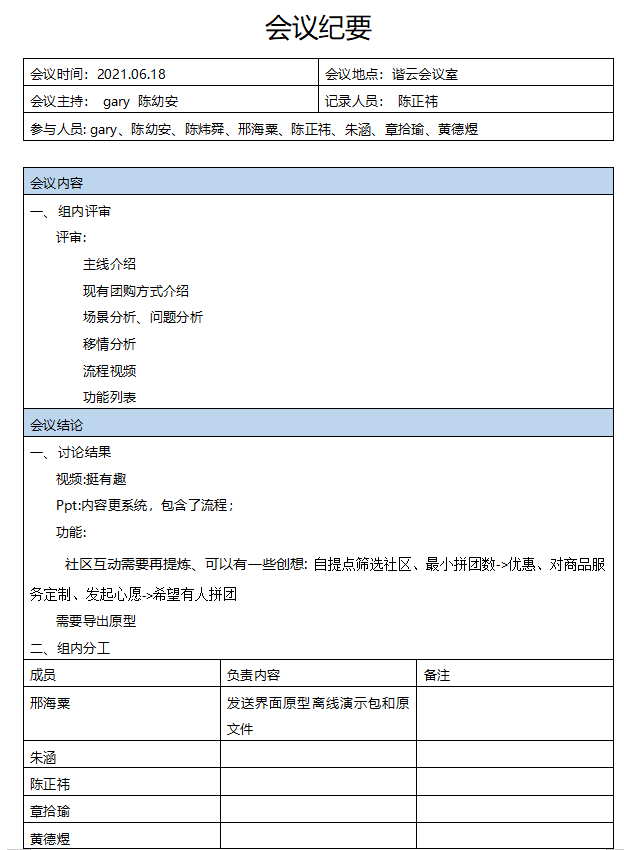 会议纪要
会议时间：2021.06.18
会议地点：谐云会议室
会议主持： gary 陈幼安
记录人员： 陈正祎
参与人员: gary、陈幼安、陈炜舜、邢海粟、陈正祎、朱涵、章拾瑜、黄德煜
会议内容
一、 组内评审
评审:
主线介绍
现有团购方式介绍
场景分析、问题分析
移情分析
流程视频
功能列表
会议结论
一、 讨论结果
视频:挺有趣
Ppt:内容更系统，包含了流程；
功能:
社区互动需要再提炼、可以有一些创想: 自提点筛选社区、最小拼团数->优惠、对商品服
务定制、发起心愿->希望有人拼团
需要导出原型
二、组内分工
成员 负责内容 备注
邢海粟 发送界面原型离线演示包和原
文件
朱涵
陈正祎
章拾瑜
黄德煜